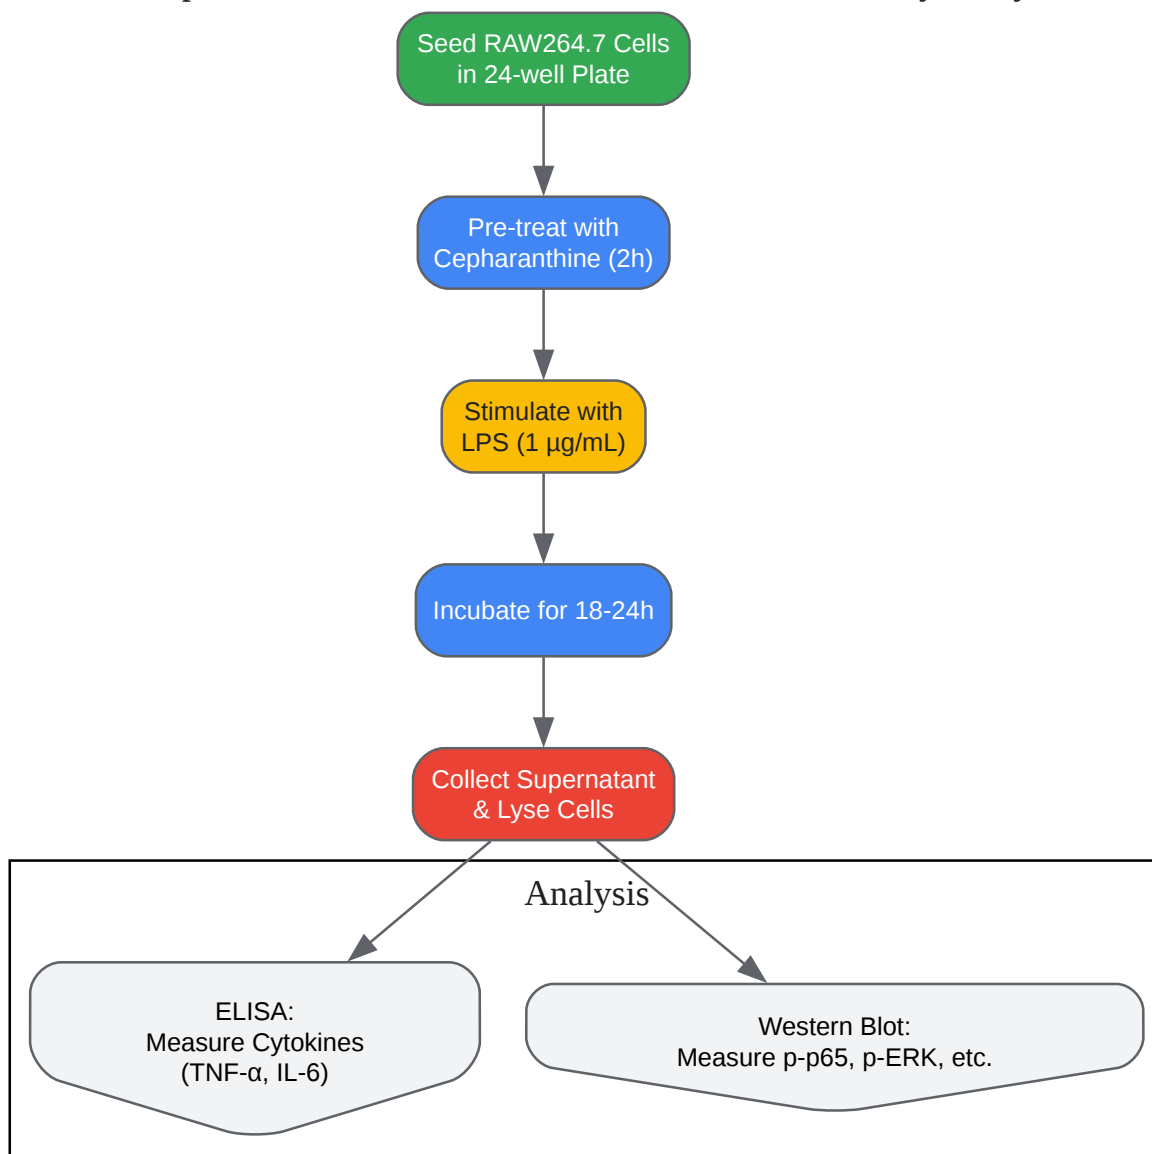 Seed RAW264.7 Cells
in 24-well Plate
Pre-treat with
Cepharanthine (2h)
Stimulate with
LPS (1 µg/mL)
Incubate for 18-24h
Collect Supernatant
& Lyse Cells
Analysis
ELISA:
Measure Cytokines
(TNF-α, IL-6)
Western Blot:
Measure p-p65, p-ERK, etc.